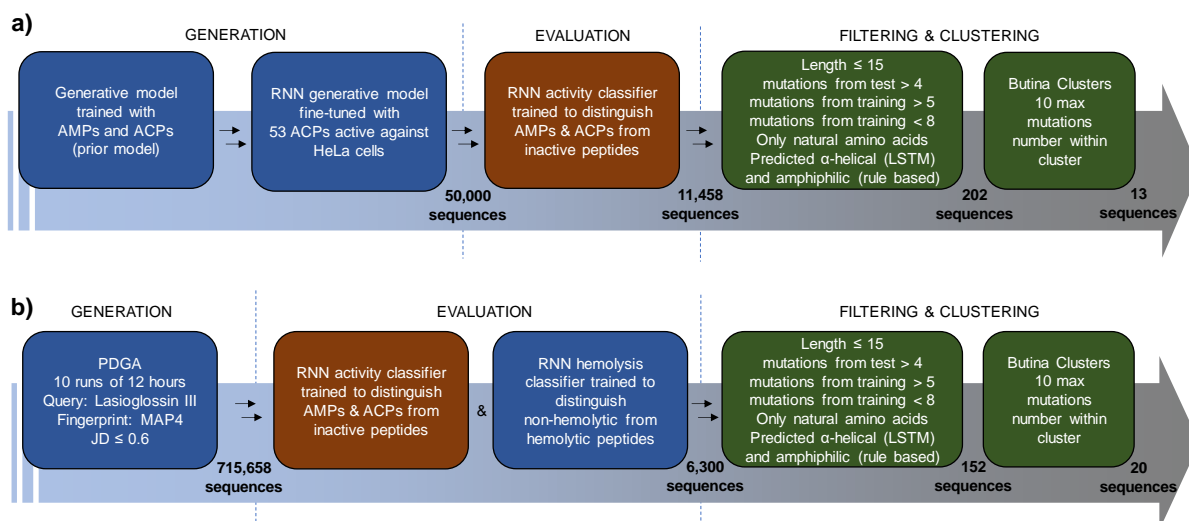 a)
GENERATION
EVALUATION
FILTERING & CLUSTERING
Generative model
trained with
AMPs and ACPs
(prior model)
RNN generative model
fine-tuned with
53 ACPs active against
HeLa cells
50,000
sequences
RNN activity classifier
trained to distinguish
AMPs & ACPs from
inactive peptides
11,458
sequences
Length ≤ 15
mutations from test > 4
mutations from training > 5
mutations from training < 8
Only natural amino acids
Predicted α-helical (LSTM)
and amphiphilic (rule based)
202
sequences
Butina Clusters
10 max
mutations
number within
cluster
13
sequences
b)
GENERATION
EVALUATION
FILTERING & CLUSTERING
PDGA
10 runs of 12 hours
Query: Lasioglossin III
Fingerprint: MAP4
JD ≤ 0.6
715,658
sequences
RNN activity classifier
trained to distinguish
AMPs & ACPs from
inactive peptides
&
RNN hemolysis
classifier trained to
distinguish
non-hemolytic from
hemolytic peptides
6,300
sequences
Length ≤ 15
mutations from test > 4
mutations from training > 5
mutations from training < 8
Only natural amino acids
Predicted α-helical (LSTM)
and amphiphilic (rule based)
152
sequences
Butina Clusters
10 max
mutations
number within
cluster
20
sequences